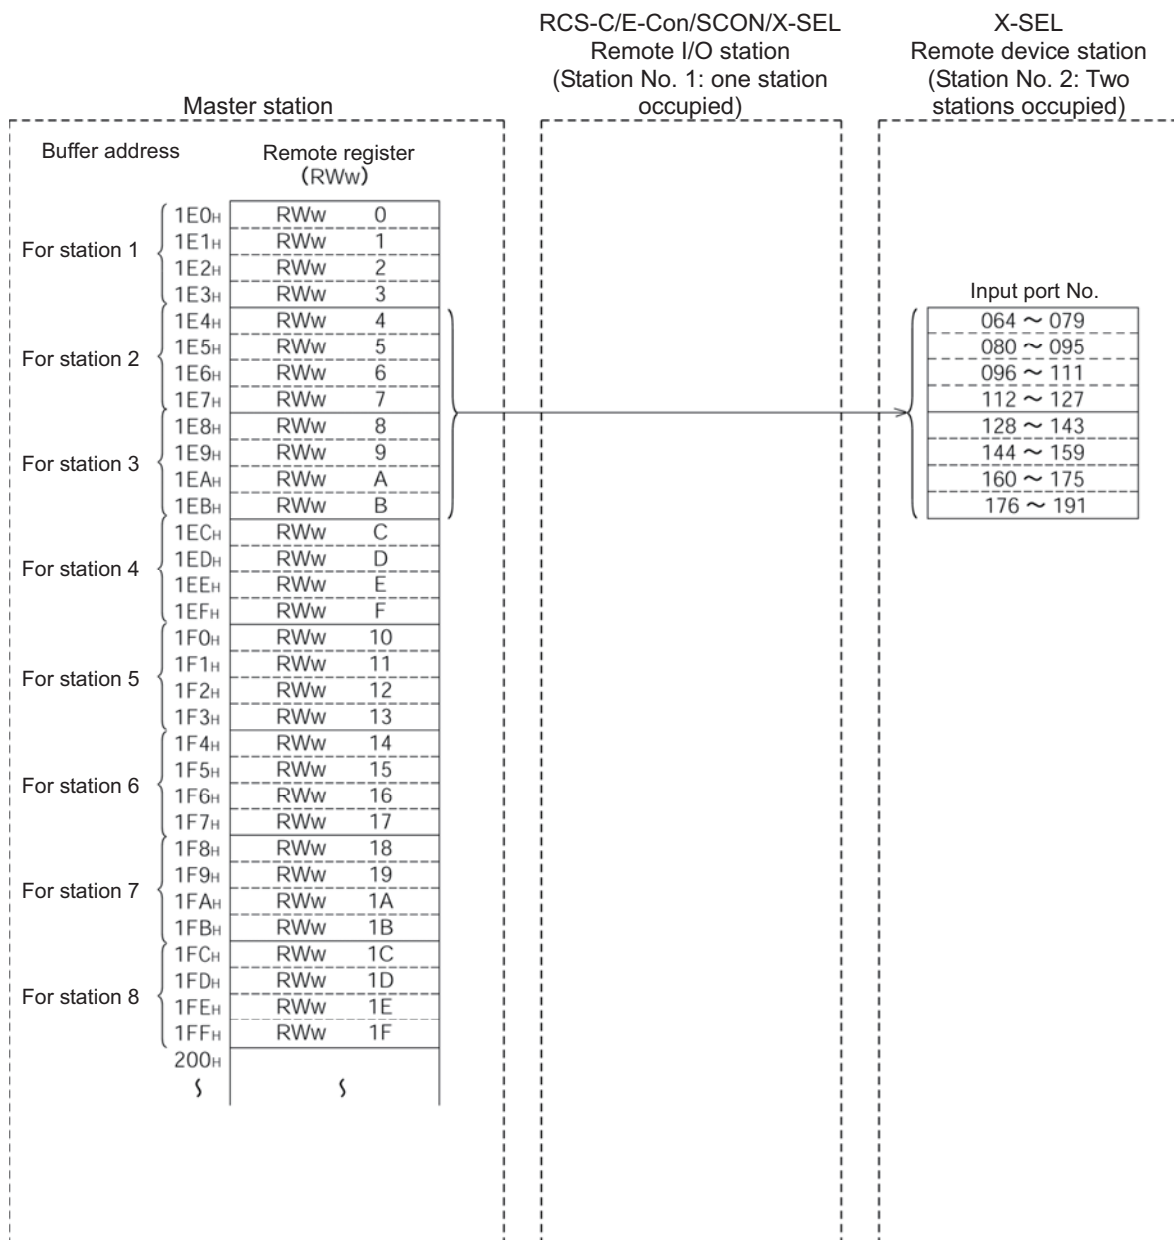 RCS-C/E-Con/SCON/X-SEL
Remote I/O station
(Station No. 1: one station
occupied)
X-SEL
Remote device station
(Station No. 2: Two
stations occupied)
Master station
Buffer address
Remote register
(RWw)
For station 1
1E0H RWw 0
1E1H RWw 1
1E2H RWw 2
1E3H RWw 3
For station 2
1E4H RWw 4
1E5H RWw 5
1E6H RWw 6
1E7H RWw 7
For station 3
1E8H RWw 8
1E9H RWw 9
1EAH RWw A
1EBH RWw B
For station 4
1ECH RWw C
1EDH RWw D
1EEH RWw E
1EFH RWw F
For station 5
1F0H RWw 10
1F1H RWw 11
1F2H RWw 12
1F3H RWw 13
For station 6
1F4H RWw 14
1F5H RWw 15
1F6H RWw 16
1F7H RWw 17
For station 7
1F8H RWw 18
1F9H RWw 19
1FAH RWw 1A
1FBH RWw 1B
For station 8
1FCH RWw 1C
1FDH RWw 1D
1FEH RWw 1E
1FFH RWw 1F
200H
Input port No.
064 ~ 079
080 ~ 095
096 ~ 111
112 ~ 127
128 ~ 143
144 ~ 159
160 ~ 175
176 ~ 191